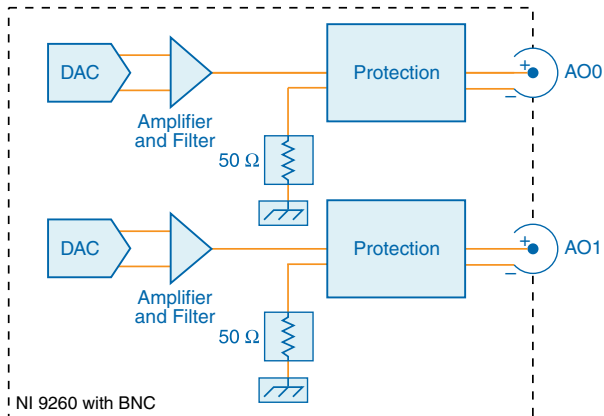 DAC
Protection
+
−
AO0
Amplifier
and Filter
50 Ω
DAC
Protection
+
−
AO1
Amplifier
and Filter
50 Ω
NI 9260 with BNC